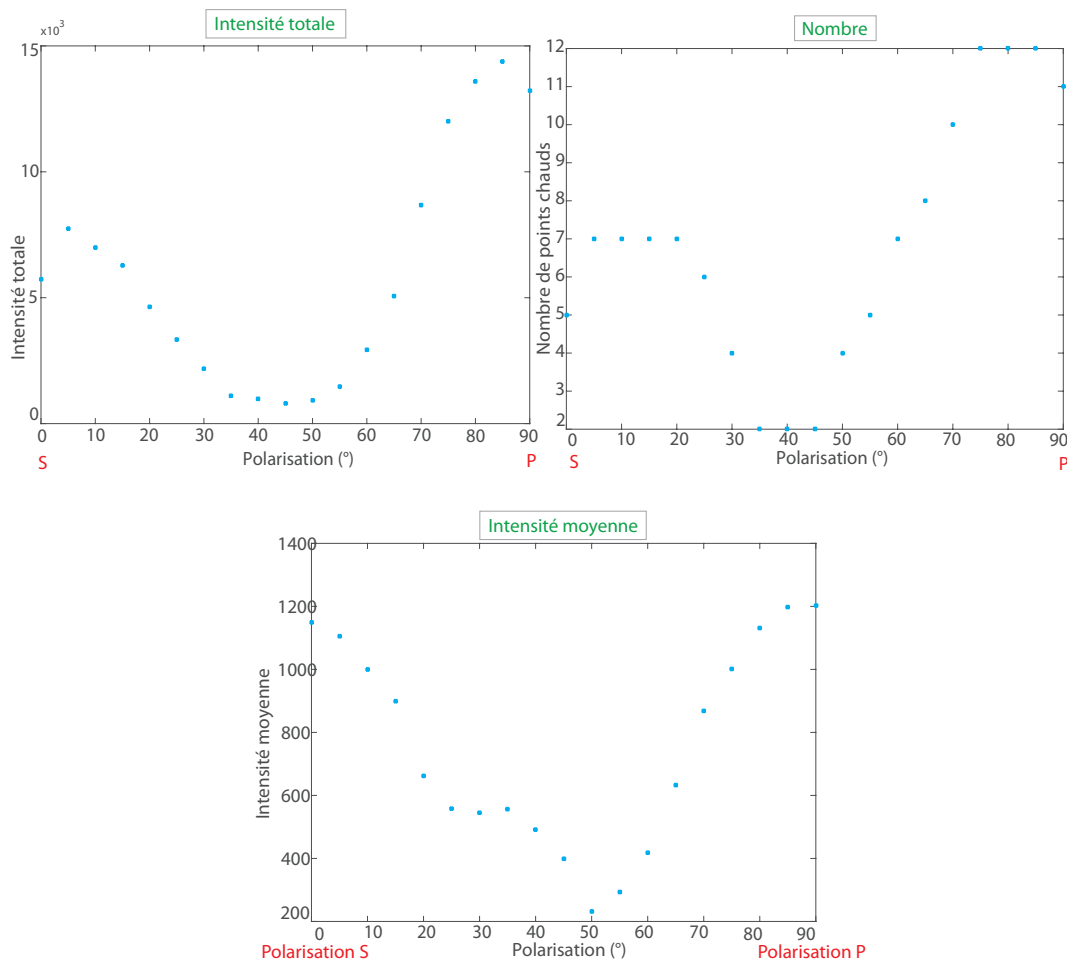 Intensité totale
x10³
15
10
5
0
Intensité totale
0 10 20 30 40 50 60 70 80 90
Polarisation (°)
S P
Nombre
12
11
10
9
8
7
6
5
4
3
2
Nombre de points chauds
0 10 20 30 40 50 60 70 80 90
Polarisation (°)
S P
Intensité moyenne
1400
1200
1000
800
600
400
200
Intensité moyenne
0 10 20 30 40 50 60 70 80 90
Polarisation S Polarisation (°) Polarisation P